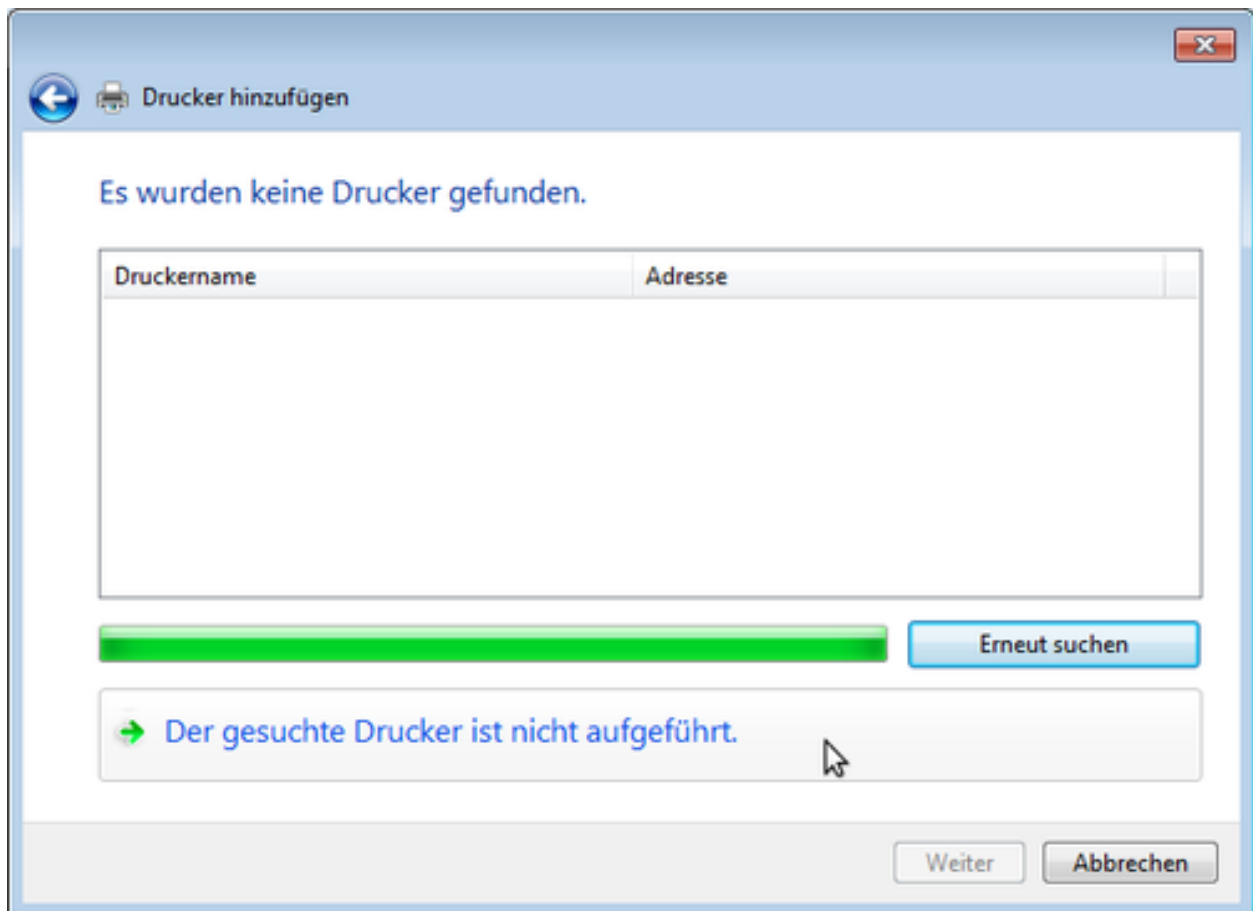 Drucker hinzufügen
Es wurden keine Drucker gefunden.
Druckername Adresse
Erneut suchen
Der gesuchte Drucker ist nicht aufgeführt.
Weiter Abbrechen